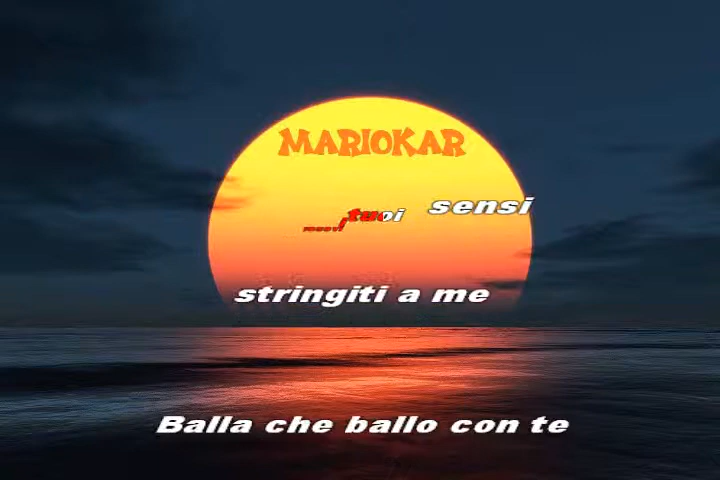 MARIOKAR
muovi i tuoi sensi
stringiti a me
Balla che ballo con te